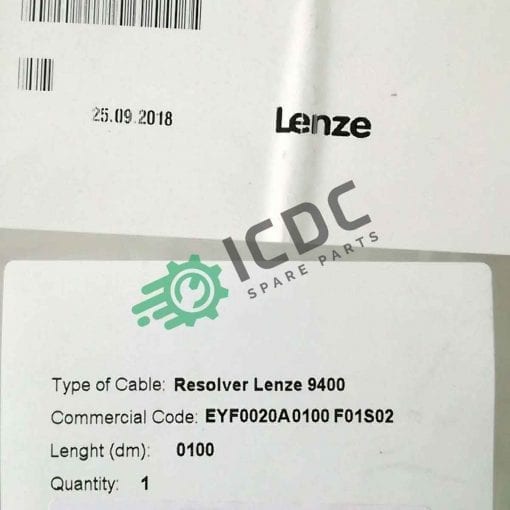 25.09.2018
Lenze
ICDC
SPARE PARTS
Type of Cable: Resolver Lenze 9400
Commercial Code: EYF0020A0100 F01S02
Lenght (dm): 0100
Quantity: 1